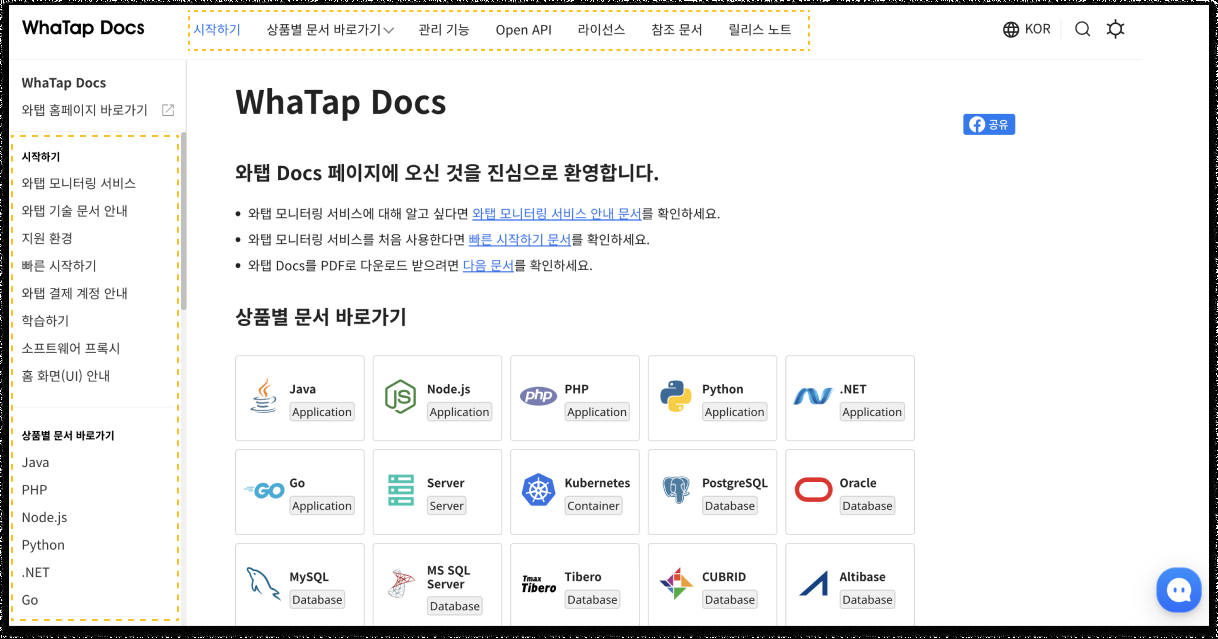 WhaTap Docs
시작하기 상품별 문서 바로가기 관리 기능 Open API 라이선스 참조 문서 릴리스 노트
KOR
WhaTap Docs
와탭 홈페이지 바로가기
시작하기
와탭 모니터링 서비스
와탭 기술 문서 안내
지원 환경
빠른 시작하기
와탭 결제 계정 안내
학습하기
소프트웨어 프록시
홈 화면(UI) 안내
상품별 문서 바로가기
Java
PHP
Node.js
Python
.NET
Go
WhaTap Docs
공유
와탭 Docs 페이지에 오신 것을 진심으로 환영합니다.
와탭 모니터링 서비스에 대해 알고 싶다면 와탭 모니터링 서비스 안내 문서를 확인하세요.
와탭 모니터링 서비스를 처음 사용한다면 빠른 시작하기 문서를 확인하세요.
와탭 Docs를 PDF로 다운로드 받으려면 다음 문서를 확인하세요.
상품별 문서 바로가기
Java
Application
JS
Node.js
Application
php
PHP
Application
Python
Application
.NET
Application
GO
Go
Application
Server
Server
Kubernetes
Container
PostgreSQL
Database
Oracle
Database
MySQL
Database
MS SQL
Server
Database
Tmax
Tibero
Tibero
Database
CUBRID
Database
Altibase
Database